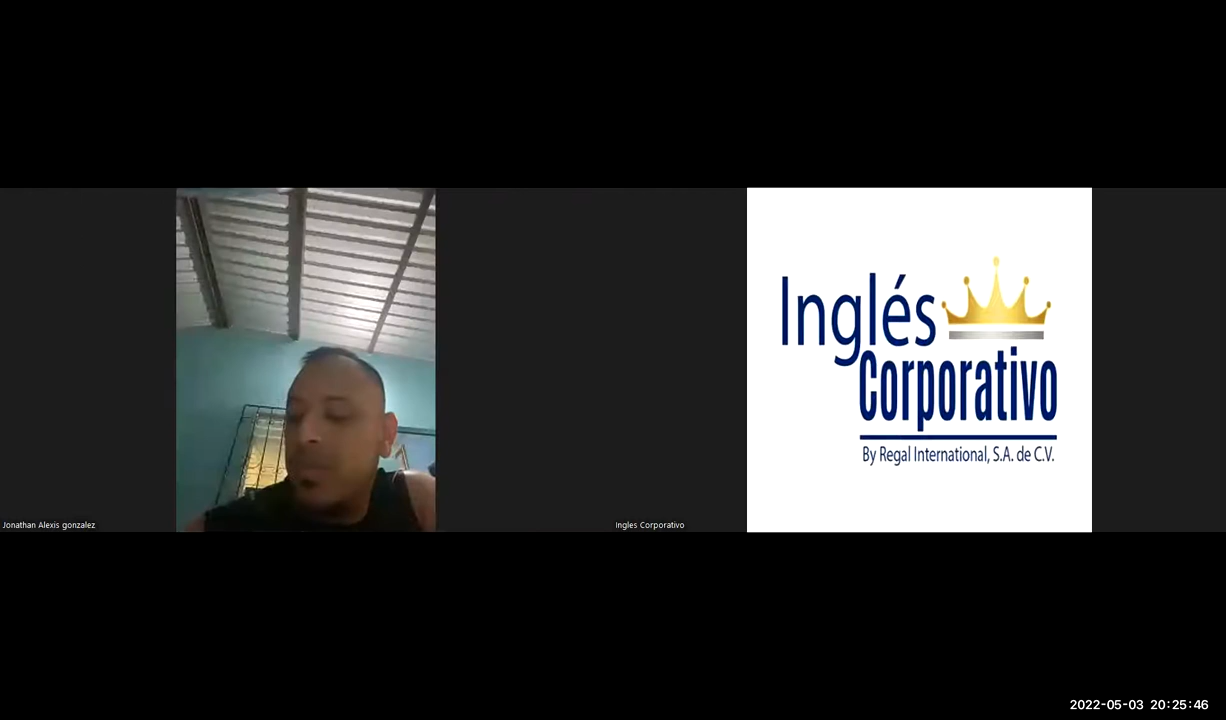 Inglés
Corporativo
By Regal International, S.A. de C.V.
Jonathan Alexis gonzalez
Ingles Corporativo
2022-05-03 20:25:46